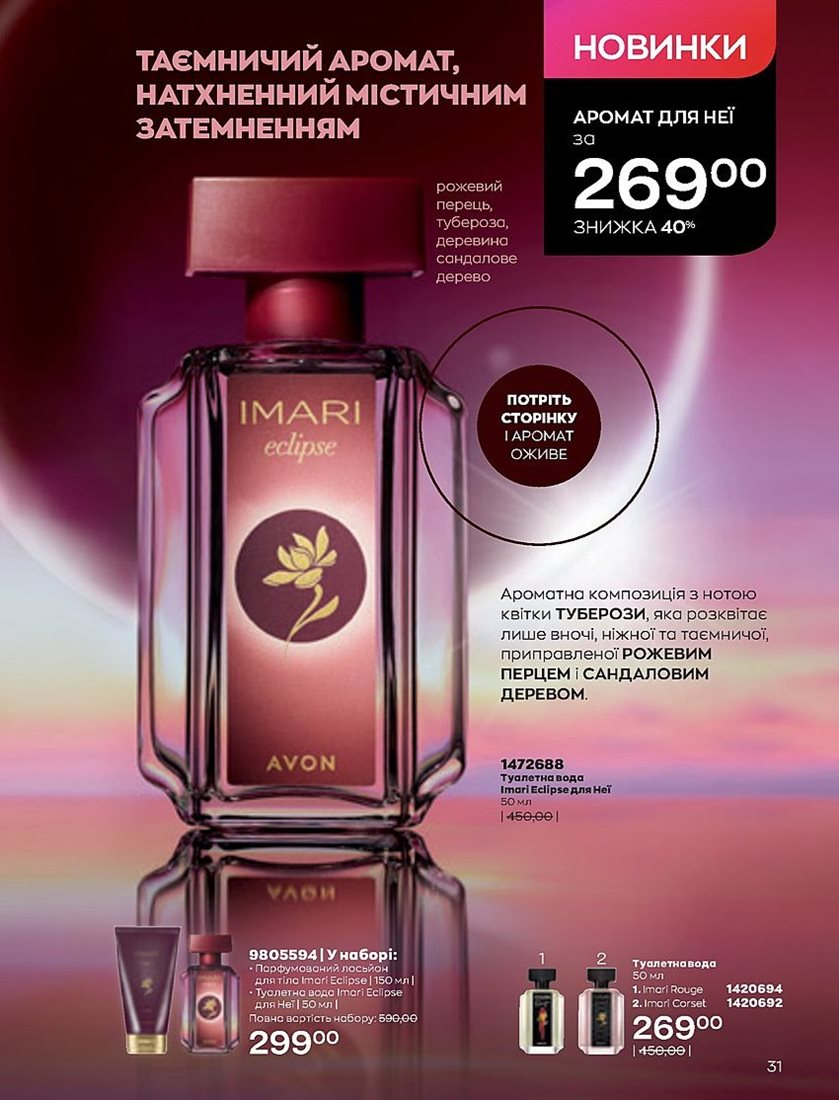 ТАЄМНИЧИЙ АРОМАТ,
НАТХНЕННИЙ МІСТИЧНИМ
ЗАТЕМНЕННЯМ
НОВИНКИ
АРОМАТ ДЛЯ НЕЇ
за
269⁰⁰
ЗНИЖКА 40%
рожевий
перець,
тубероза,
деревина
сандалове
дерево
IMARI
eclipse
AVON
ПОТРІТЬ
СТОРІНКУ
І АРОМАТ
ОЖИВЕ
Ароматна композиція з нотою
квітки ТУБЕРОЗИ, яка розквітає
лише вночі, ніжної та таємничої,
приправленої РОЖЕВИМ
ПЕРЦЕМ і САНДАЛОВИМ
ДЕРЕВОМ.
1472688
Туалетна вода
Imari Eclipse для Неї
50 мл
| 450,00 |
AVON
IMARI
9805594 | У наборі:
• Парфумований лосьйон
для тіла Imari Eclipse | 150 мл |
• Туалетна вода Imari Eclipse
для Неї | 50 мл |
Повна вартість набору: 590,00
299⁰⁰
1 2
Туалетна вода
50 мл
1. Imari Rouge 1420694
2. Imari Corset 1420692
269⁰⁰
| 450,00 |
31